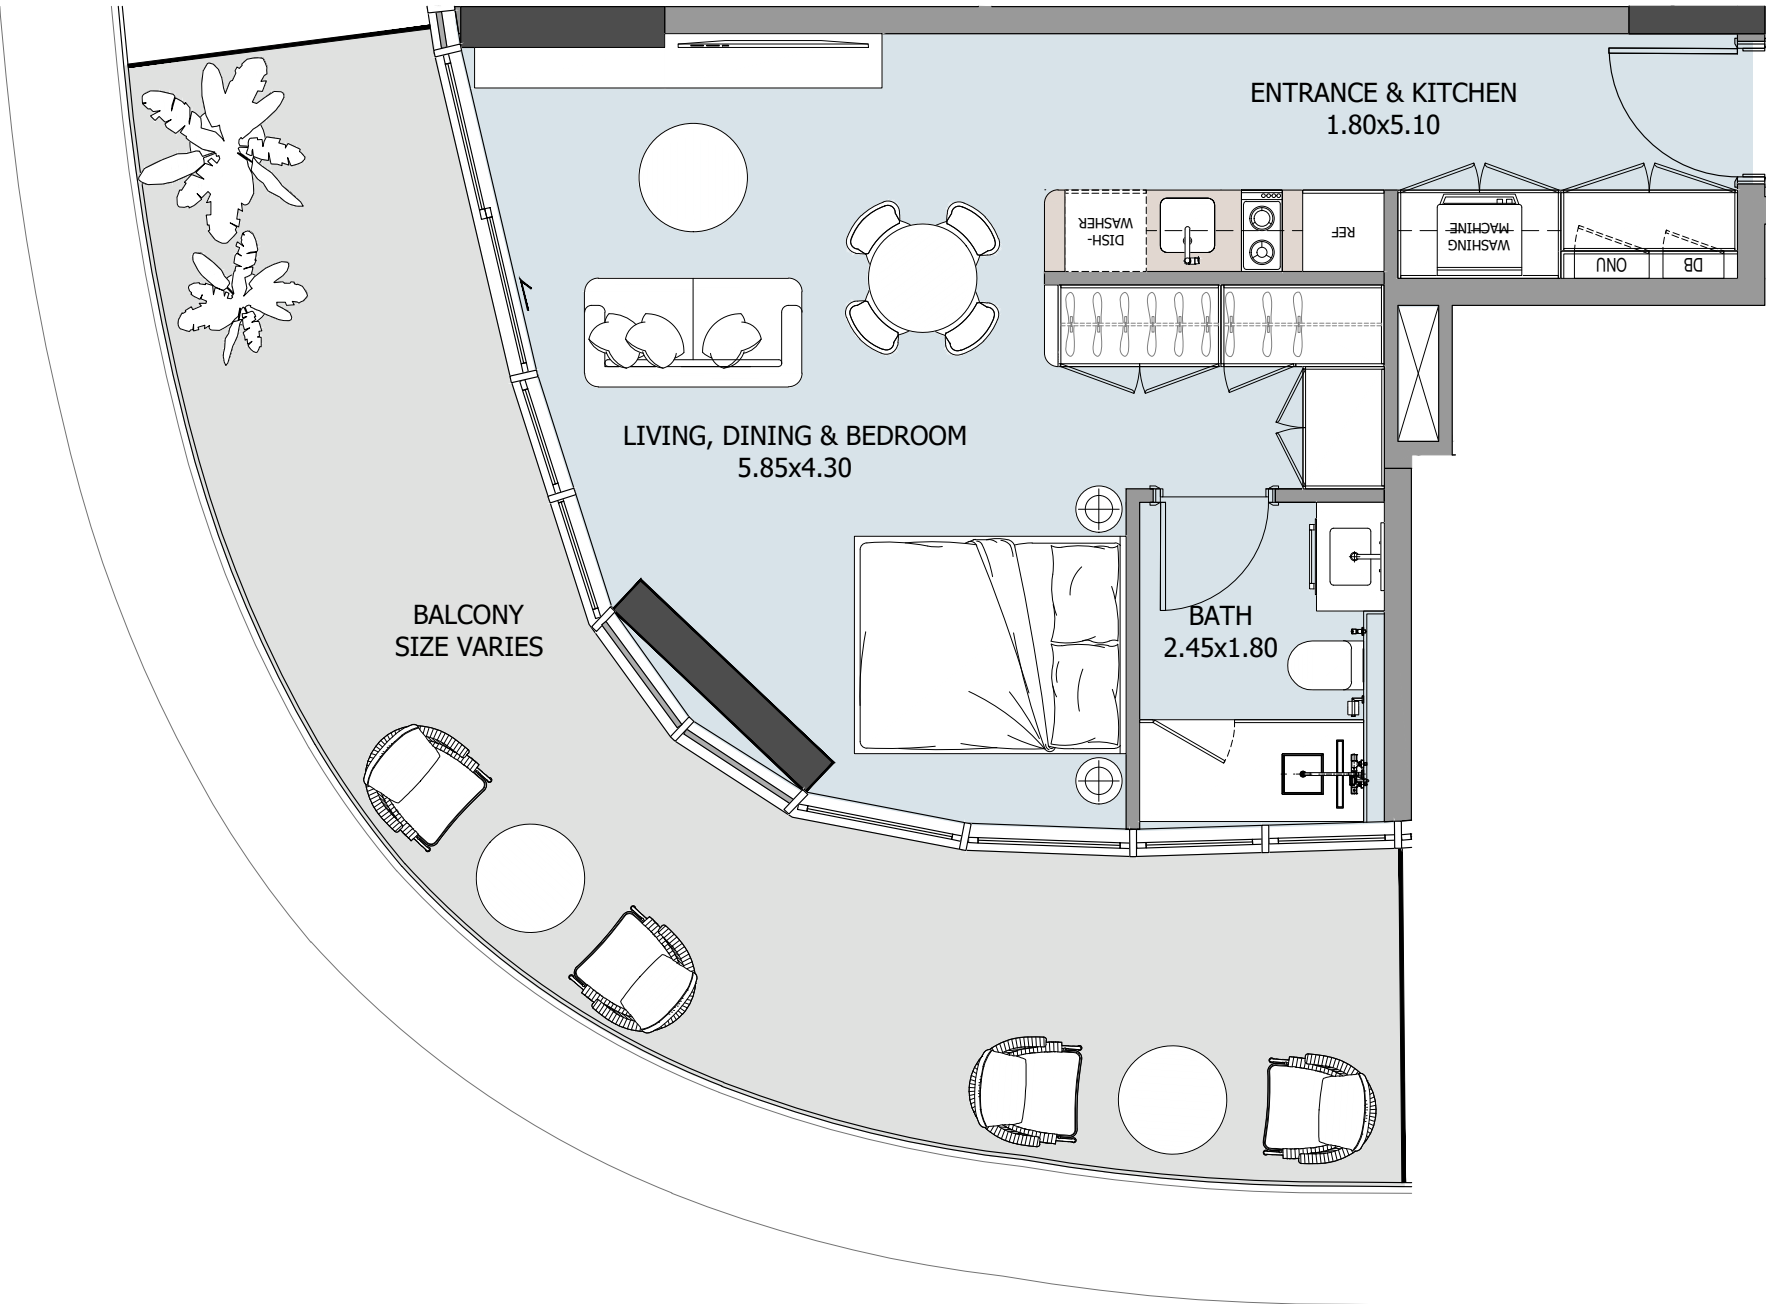 ENTRANCE & KITCHEN
1.80x5.10
DISH-
WASHER
REF
WASHING
MACHINE
ONU
DB
LIVING, DINING & BEDROOM
5.85x4.30
BALCONY
SIZE VARIES
BATH
2.45x1.80